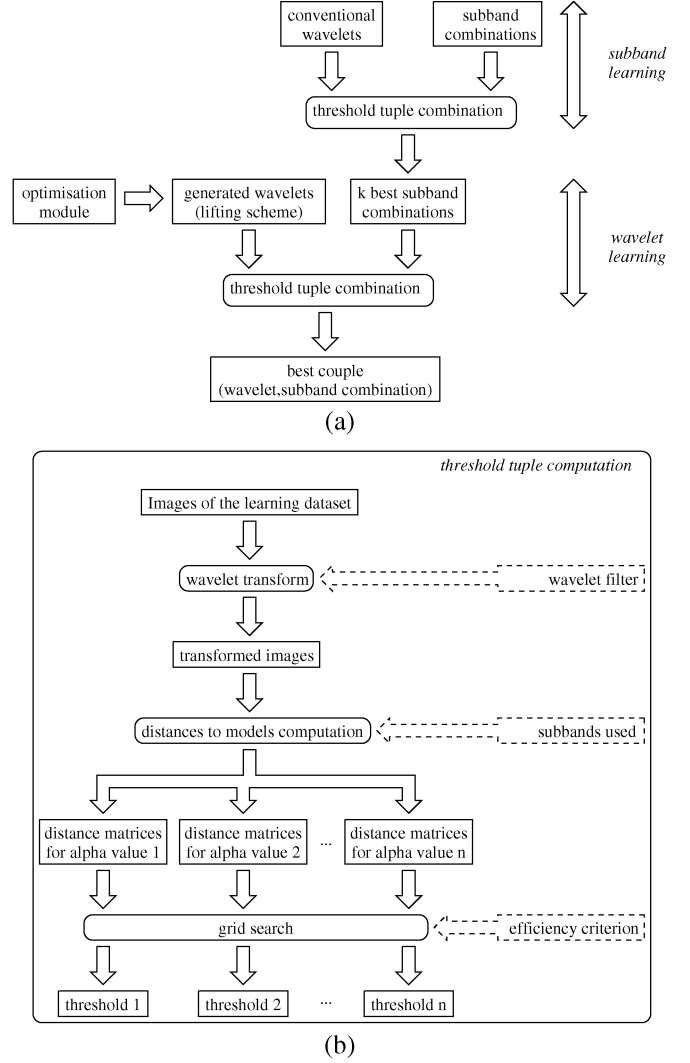 conventional
wavelets
subband
combinations
subband
learning
threshold tuple combination
optimisation
module
generated wavelets
(lifting scheme)
k best subband
combinations
wavelet
learning
threshold tuple combination
best couple
(wavelet,subband combination)
(a)
threshold tuple computation
Images of the learning dataset
wavelet transform
wavelet filter
transformed images
distances to models computation
subbands used
distance matrices
for alpha value 1
distance matrices
for alpha value 2
...
distance matrices
for alpha value n
grid search
efficiency criterion
threshold 1
threshold 2
...
threshold n
(b)